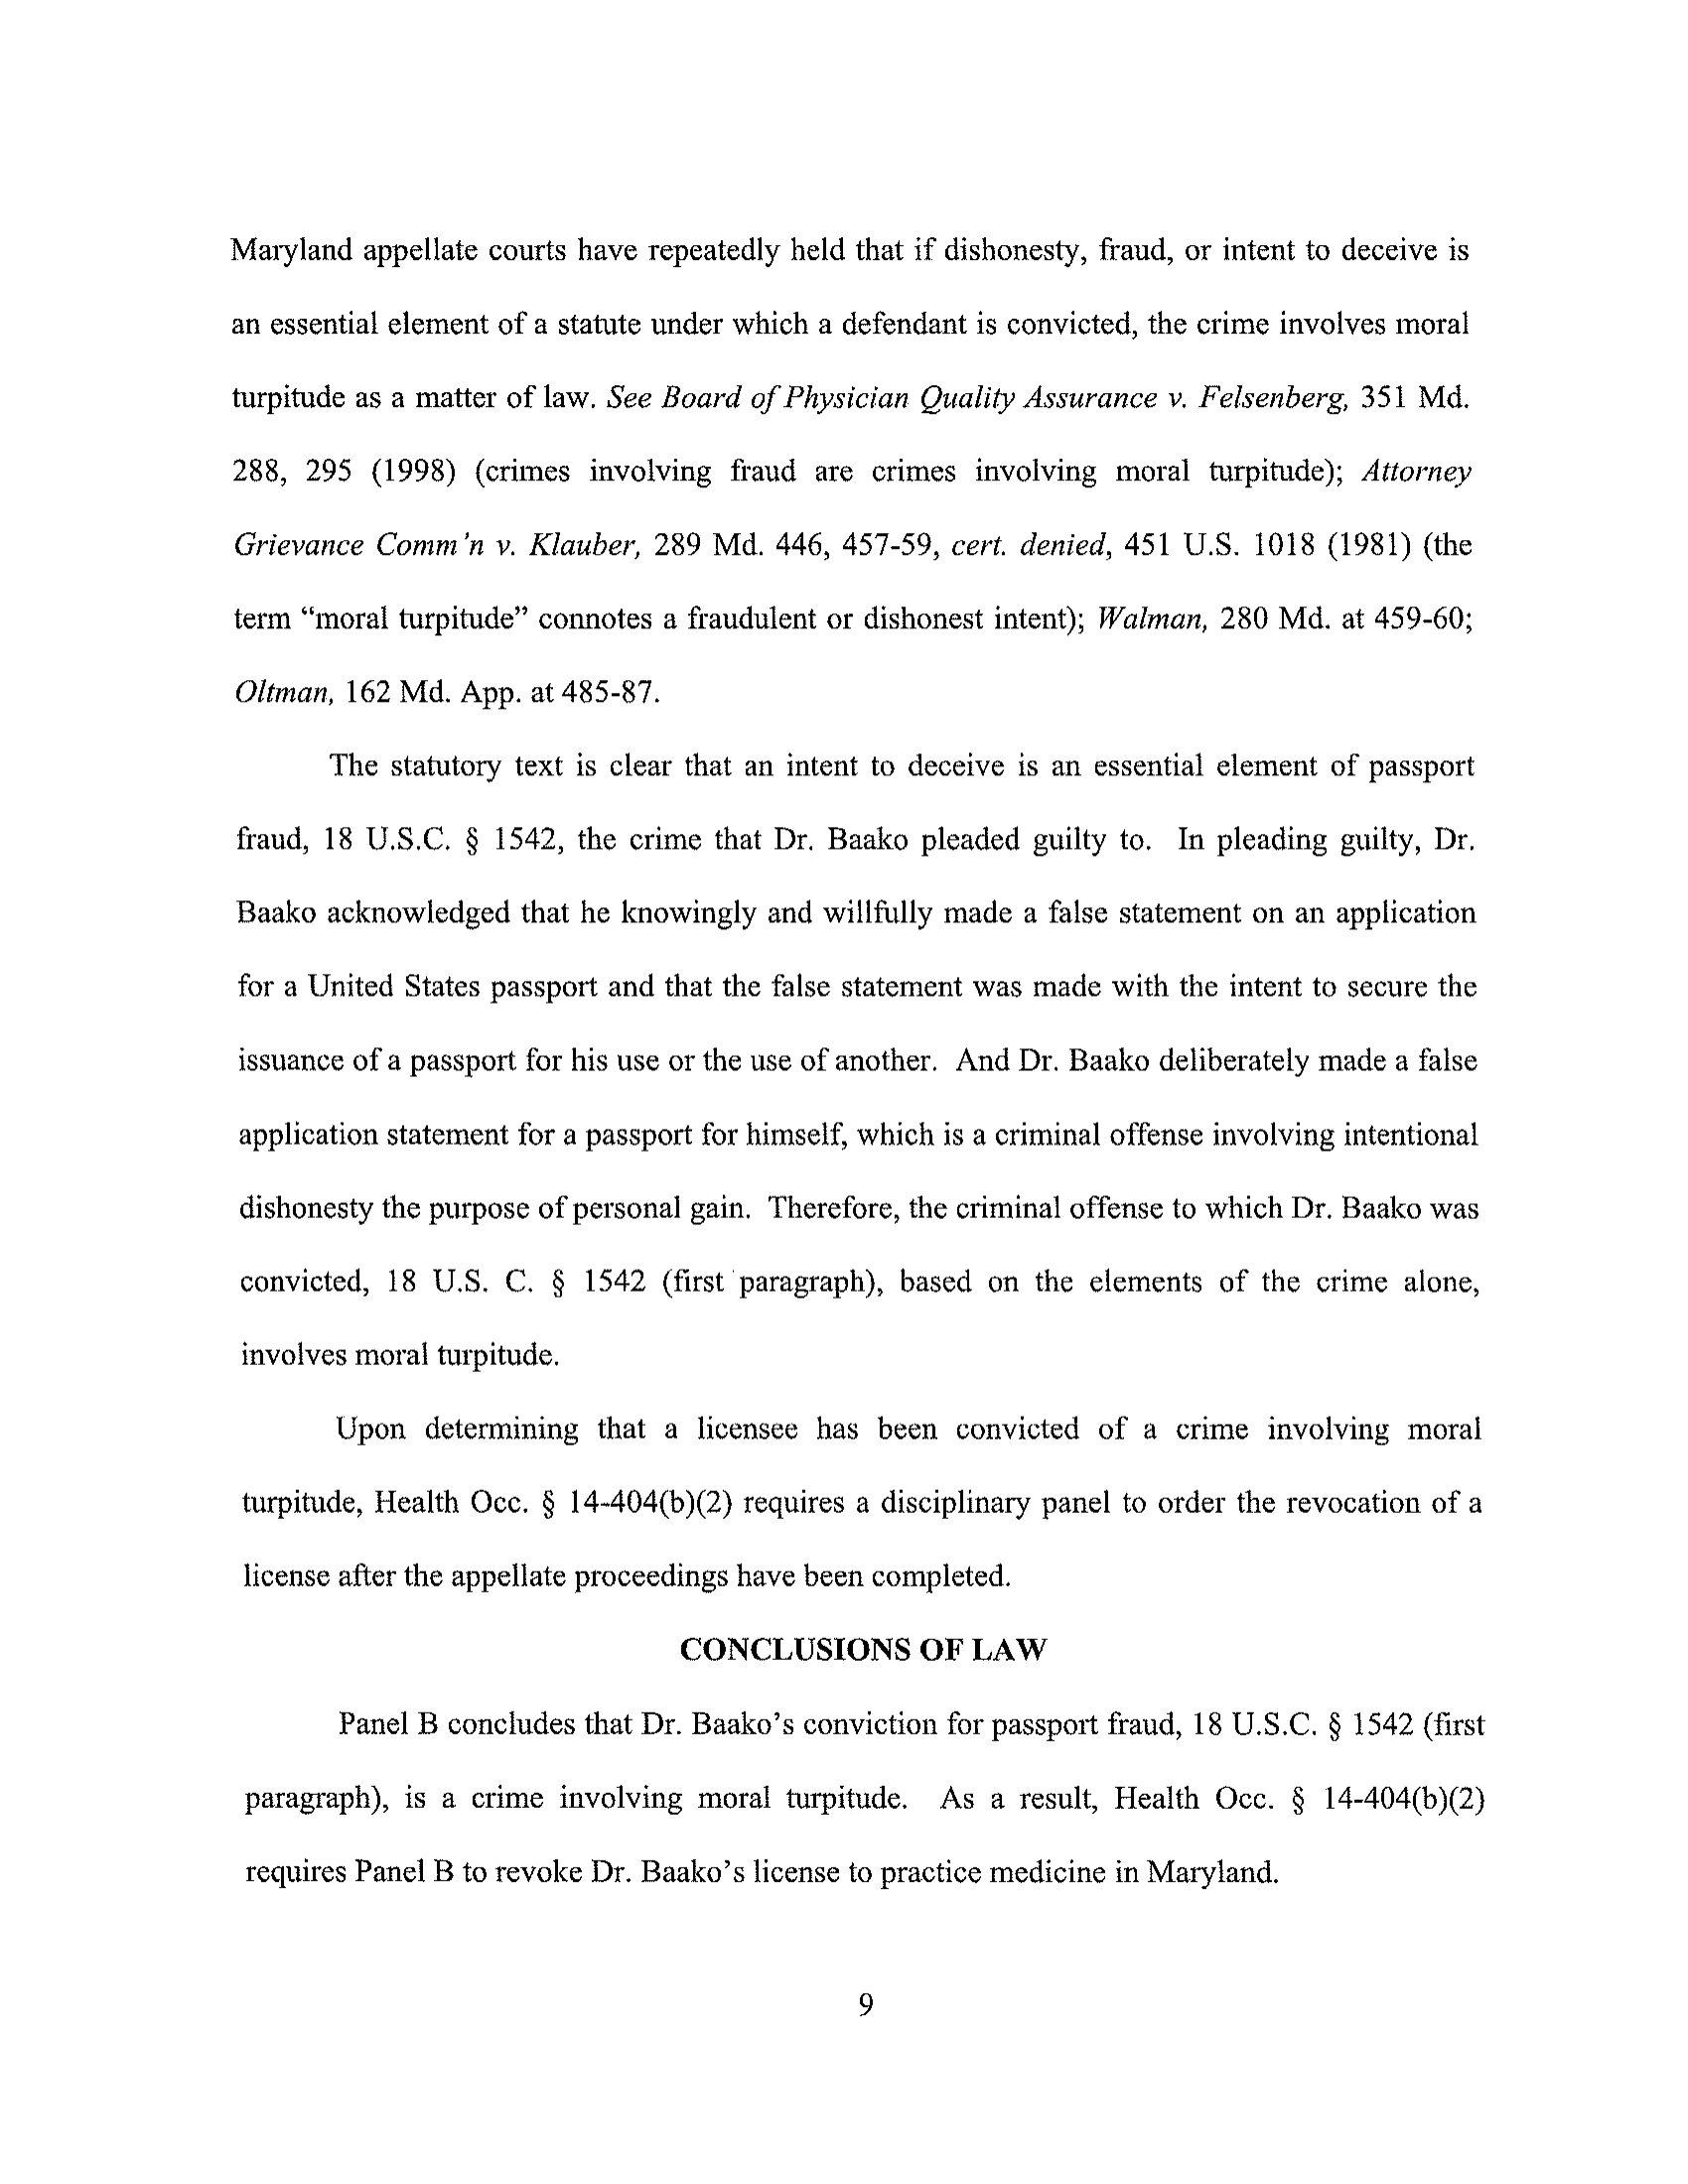 Maryland appellate courts have repeatedly held that if dishonesty, fraud, or intent to deceive is
an essential element of a statute under which a defendant is convicted, the crime involves moral
turpitude as a matter of law. See Board of Physician Quality Assurance v. Felsenberg, 351 Md.
288, 295 (1998) (crimes involving fraud are crimes involving moral turpitude); Attorney
Grievance Comm'n v. Klauber, 289 Md. 446, 457-59, cert. denied, 451 U.S. 1018 (1981) (the
term “moral turpitude” connotes a fraudulent or dishonest intent); Walman, 280 Md. at 459-60;
Oltman, 162 Md. App. at 485-87.
The statutory text is clear that an intent to deceive is an essential element of passport
fraud, 18 U.S.C. § 1542, the crime that Dr. Baako pleaded guilty to. In pleading guilty, Dr.
Baako acknowledged that he knowingly and willfully made a false statement on an application
for a United States passport and that the false statement was made with the intent to secure the
issuance of a passport for his use or the use of another. And Dr. Baako deliberately made a false
application statement for a passport for himself, which is a criminal offense involving intentional
dishonesty the purpose of personal gain. Therefore, the criminal offense to which Dr. Baako was
convicted, 18 U.S. C. § 1542 (first paragraph), based on the elements of the crime alone,
involves moral turpitude.
Upon determining that a licensee has been convicted of a crime involving moral
turpitude, Health Occ. § 14-404(b)(2) requires a disciplinary panel to order the revocation of a
license after the appellate proceedings have been completed.
CONCLUSIONS OF LAW
Panel B concludes that Dr. Baako’s conviction for passport fraud, 18 U.S.C. § 1542 (first
paragraph), is a crime involving moral turpitude. As a result, Health Occ. § 14-404(b)(2)
requires Panel B to revoke Dr. Baako’s license to practice medicine in Maryland.
9